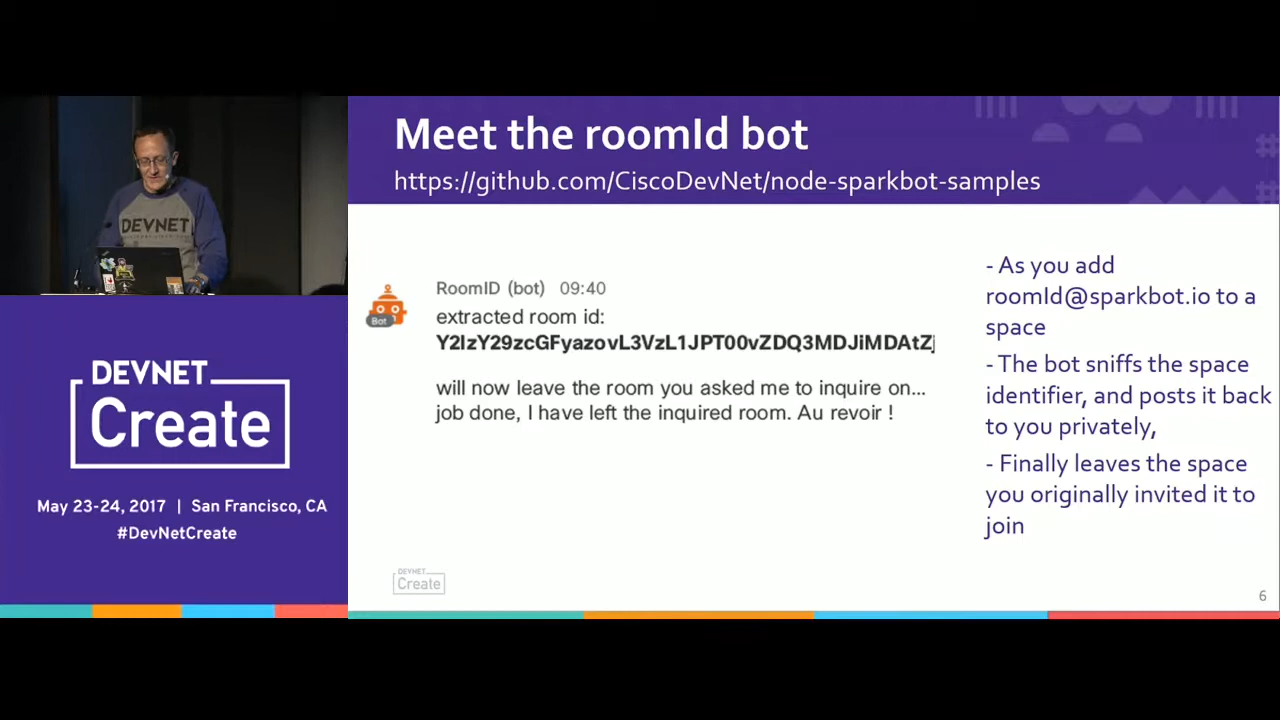 Meet the roomId bot
https://github.com/CiscoDevNet/node-sparkbot-samples
DEVNET
RoomID (bot) 09:40
Bot
extracted room id:
Y2lzY29zcGFyazovL3VzL1JPT00vZDQ3MDJiMDAtZj
will now leave the room you asked me to inquire on...
job done, I have left the inquired room. Au revoir !
- As you add
roomId@sparkbot.io to a
space
- The bot sniffs the space
identifier, and posts it back
to you privately,
- Finally leaves the space
you originally invited it to
join
DEVNET
Create
May 23-24, 2017 | San Francisco, CA
#DevNetCreate
DEVNET
Create
6